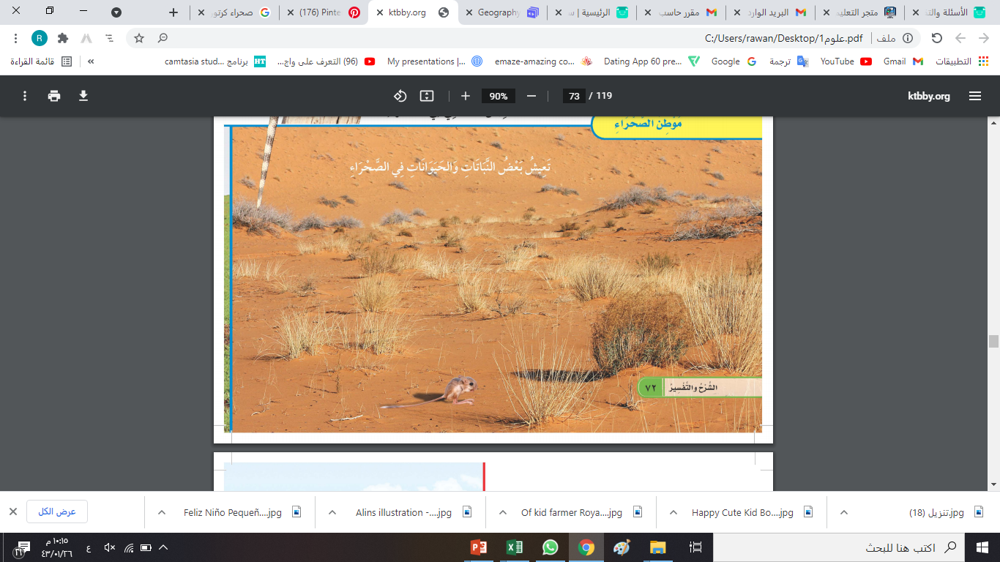 الأسئلة والتد
متجر التعليم
البريد الوارد
مقرر حاسب
الرئيسية | س
Geography
ktbby.org
(176) Pinte
صحراء كرتور
C:/Users/rawan/Desktop/1علوم.pdf | ملف
R
التطبيقات
Gmail
YouTube
ترجمة
Google
Dating App 60 pre...
emaze-amazing co...
My presentations |...
(96) التعرف على واج...
برنامج camtasia stud...
قائمة القراءة
ktbby.org
73 / 119
90%
مَوْطِنُ الصَّحْرَاءِ
تَعِيشُ بَعْضُ النَّبَاتَاتِ وَالحَيَوَانَاتِ فِي الصَّحْرَاءِ
٧٢ الشَّرْحُ والتَّفْسِيرُ
تنزيل (18).jpg
Happy Cute Kid Bo....jpg
Of kid farmer Roya....jpg
Alins illustration -....jpg
Feliz Niño Pequeñ....jpg
عرض الكل
اكتب هنا للبحث
ع
١٠:١٥ م
٤٣/٠١/٢٦